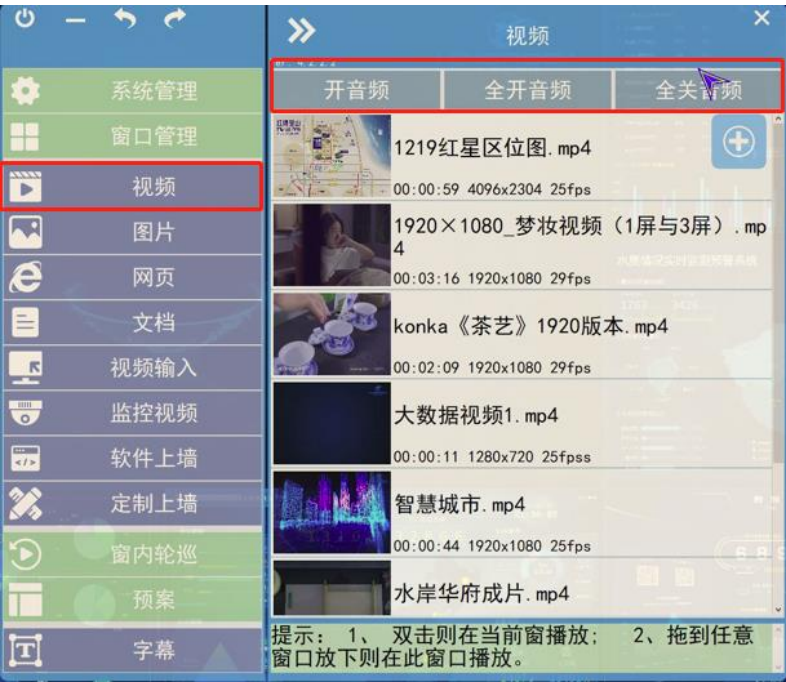 视频
开音频
全开音频
全关音频
系统管理
窗口管理
视频
图片
网页
文档
视频输入
监控视频
软件上墙
定制上墙
窗内轮巡
预案
字幕
1219红星区位图.mp4
00:00:59 4096x2304 25fps
1920×1080_梦妆视频（1屏与3屏）.mp
4
00:03:16 1920x1080 29fps
konka《茶艺》1920版本.mp4
00:02:09 1920x1080 29fps
大数据视频1.mp4
00:00:11 1280x720 25fpss
智慧城市.mp4
00:00:44 1920x1080 25fps
水岸华府成片.mp4
提示： 1、 双击则在当前窗播放； 2、拖到任意
窗口放下则在此窗口播放。